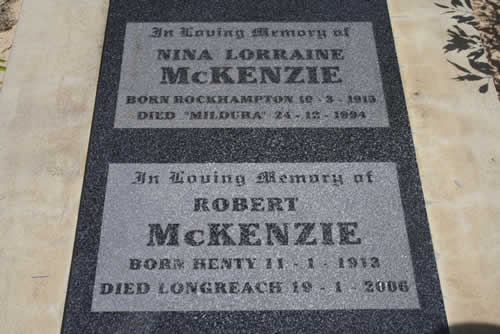 In Loving Memory of
NINA LORRAINE
McKENZIE
BORN ROCKHAMPTON 10 - 3 - 1913
DIED "MILDURA" 24 - 12 - 1994
In Loving Memory of
ROBERT
McKENZIE
BORN HENTY 11 - 1 - 1913
DIED LONGREACH 19 - 1 - 2006